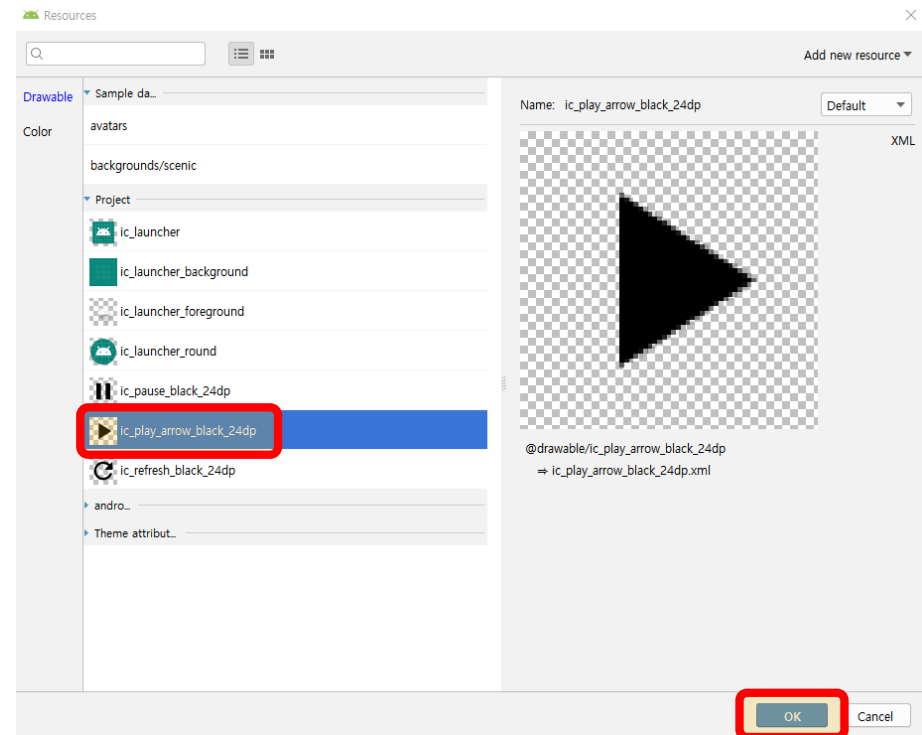 Resources
Add new resource
Drawable
Color
Sample da...
avatars
backgrounds/scenic
Project
ic_launcher
ic_launcher_background
ic_launcher_foreground
ic_launcher_round
ic_pause_black_24dp
ic_play_arrow_black_24dp
ic_refresh_black_24dp
andro...
Theme attribut...
Name: ic_play_arrow_black_24dp
Default
XML
@drawable/ic_play_arrow_black_24dp
⇒ ic_play_arrow_black_24dp.xml
OK
Cancel